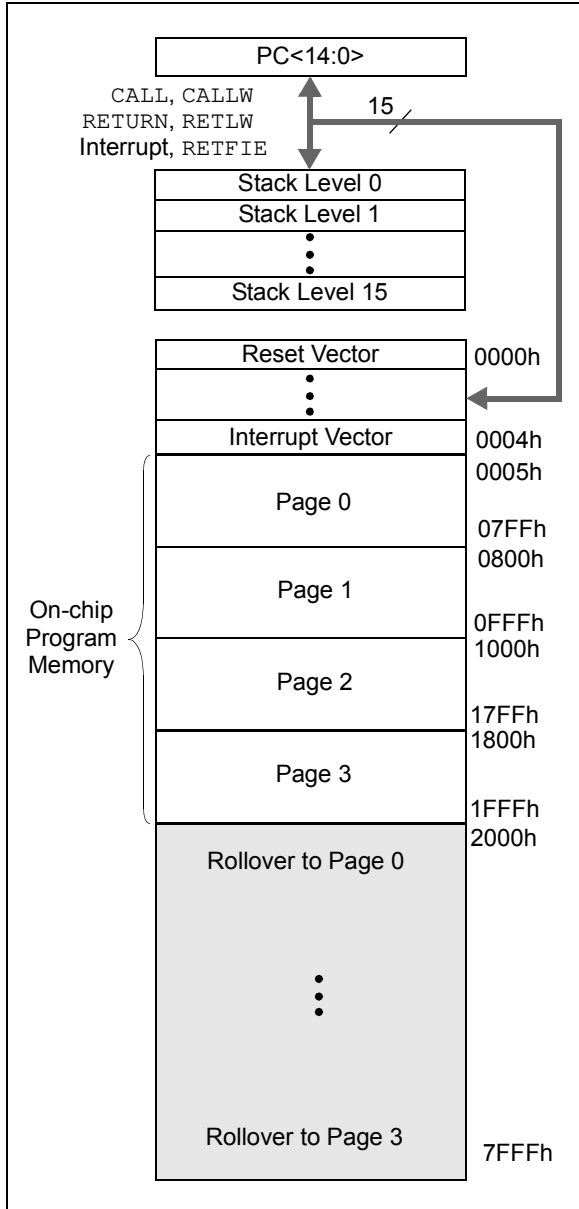 PC<14:0>
CALL, CALLW
RETURN, RETLW
Interrupt, RETFIE
15
Stack Level 0
Stack Level 1
Stack Level 15
Reset Vector
0000h
Interrupt Vector
0004h
0005h
Page 0
07FFh
0800h
Page 1
0FFFh
1000h
On-chip
Program
Memory
Page 2
17FFh
1800h
Page 3
1FFFh
2000h
Rollover to Page 0
Rollover to Page 3
7FFFh